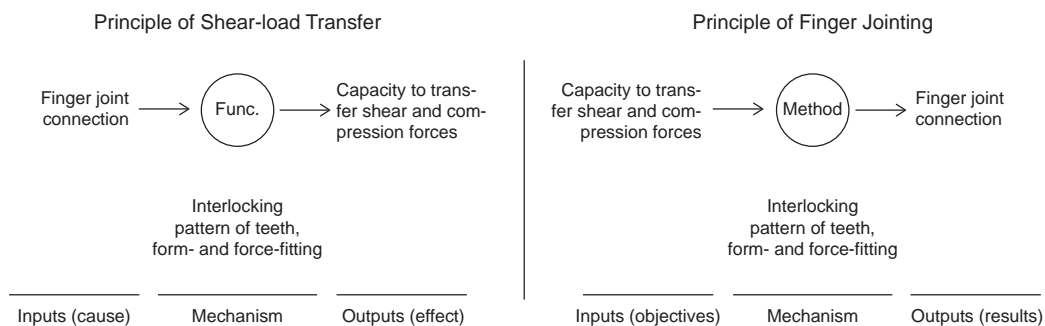 Principle of Shear-load Transfer
Finger joint
connection
Func.
Capacity to trans-
fer shear and com-
pression forces
Interlocking
pattern of teeth,
form- and force-fitting
Inputs (cause)
Mechanism
Outputs (effect)
Principle of Finger Jointing
Capacity to trans-
fer shear and com-
pression forces
Method
Finger joint
connection
Interlocking
pattern of teeth,
form- and force-fitting
Inputs (objectives)
Mechanism
Outputs (results)